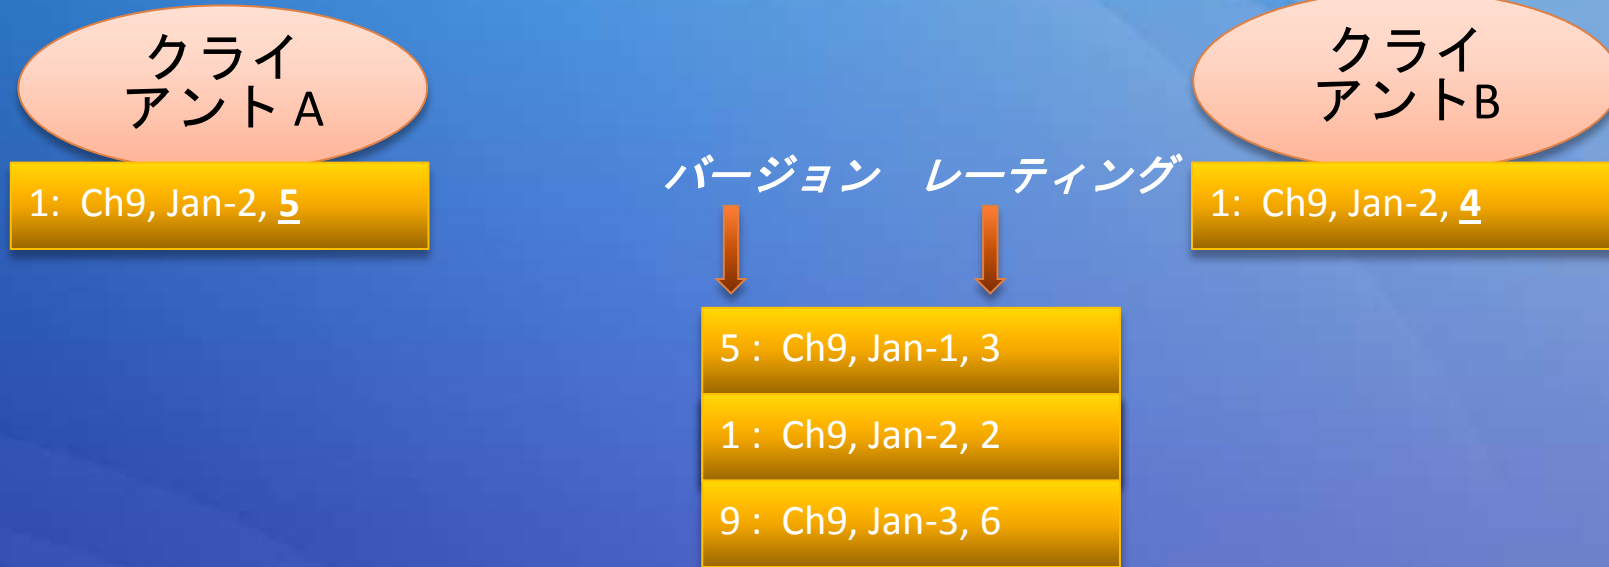 クライ
アント A
1: Ch9, Jan-2, 5
バージョン レーティング
クライ
アントB
1: Ch9, Jan-2, 4
5 : Ch9, Jan-1, 3
1 : Ch9, Jan-2, 2
9 : Ch9, Jan-3, 6